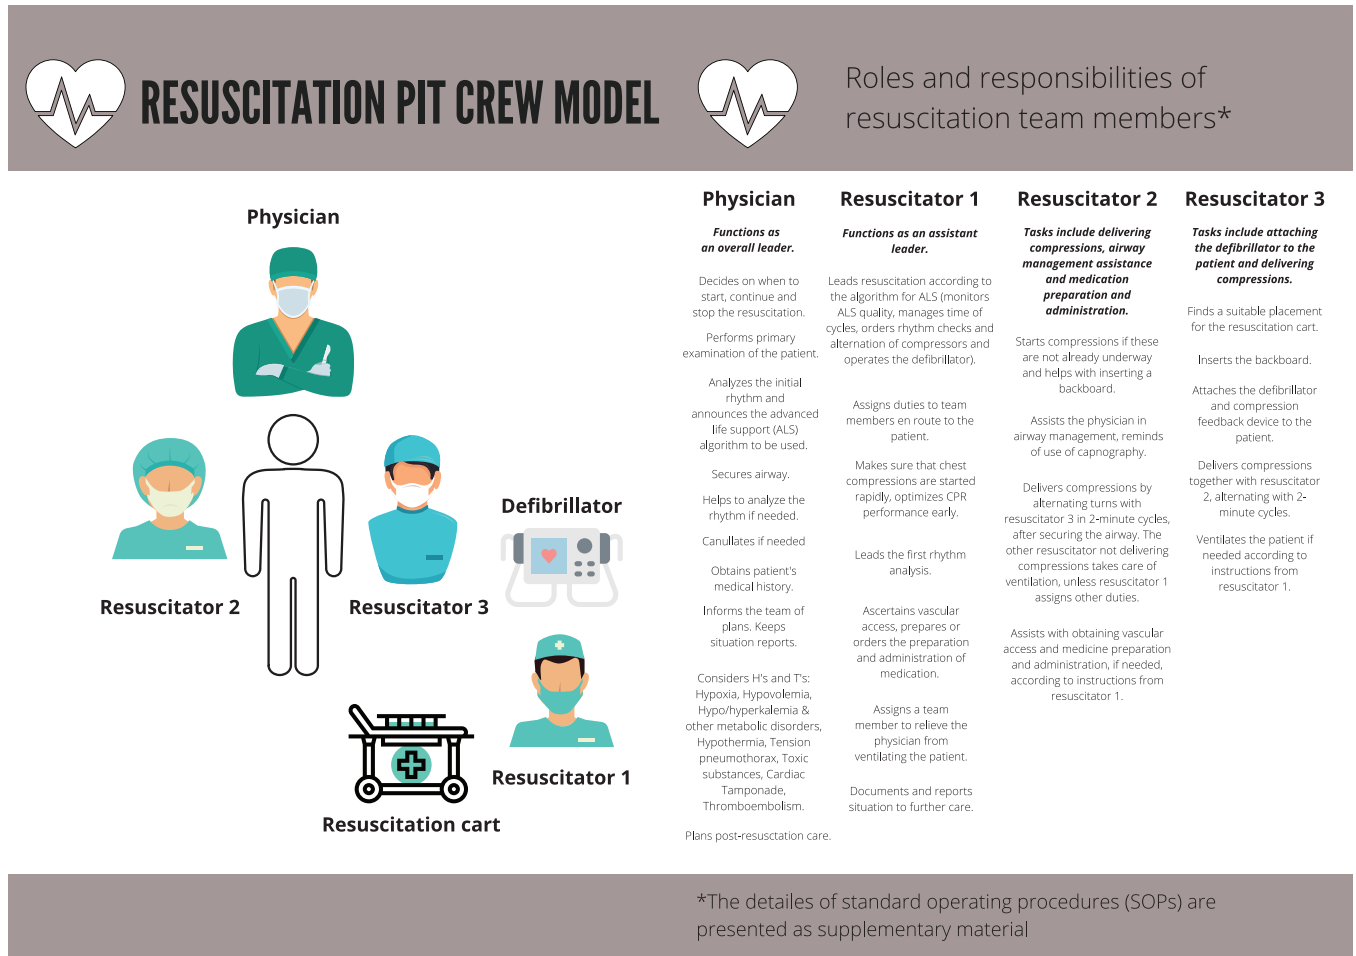 RESUSCITATION PIT CREW MODEL
Roles and responsibilities of
resuscitation team members*
Physician
Resuscitator 2
Resuscitator 3
Defibrillator
Resuscitator 1
Resuscitation cart
Physician
Functions as
an overall leader.
Decides on when to
start, continue and
stop the resuscitation.
Performs primary
examination of the patient.
Analyzes the initial
rhythm and
announces the advanced
life support (ALS)
algorithm to be used.
Secures airway.
Helps to analyze the
rhythm if needed.
Canullates if needed
Obtains patient's
medical history.
Informs the team of
plans. Keeps
situation reports.
Considers H's and T's:
Hypoxia, Hypovolemia,
Hypo/hyperkalemia &
other metabolic disorders,
Hypothermia, Tension
pneumothorax, Toxic
substances, Cardiac
Tamponade,
Thromboembolism.
Plans post-resusctation care.
Resuscitator 1
Functions as an assistant
leader.
Leads resuscitation according to
the algorithm for ALS (monitors
ALS quality, manages time of
cycles, orders rhythm checks and
alternation of compressors and
operates the defibrillator).
Assigns duties to team
members en route to the
patient.
Makes sure that chest
compressions are started
rapidly, optimizes CPR
performance early.
Leads the first rhythm
analysis.
Ascertains vascular
access, prepares or
orders the preparation
and administration of
medication.
Assigns a team
member to relieve the
physician from
ventilating the patient.
Documents and reports
situation to further care.
Resuscitator 2
Tasks include delivering
compressions, airway
management assistance
and medication
preparation and
administration.
Starts compressions if these
are not already underway
and helps with inserting a
backboard.
Assists the physician in
airway management, reminds
of use of capnography.
Delivers compressions by
alternating turns with
resuscitator 3 in 2-minute cycles,
after securing the airway. The
other resuscitator not delivering
compressions takes care of
ventilation, unless resuscitator 1
assigns other duties.
Assists with obtaining vascular
access and medicine preparation
and administration, if needed,
according to instructions from
resuscitator 1.
Resuscitator 3
Tasks include attaching
the defibrillator to the
patient and delivering
compressions.
Finds a suitable placement
for the resuscitation cart.
Inserts the backboard.
Attaches the defibrillator
and compression
feedback device to the
patient.
Delivers compressions
together with resuscitator
2, alternating with 2-
minute cycles.
Ventilates the patient if
needed according to
instructions from
resuscitator 1.
*The detailes of standard operating procedures (SOPs) are
presented as supplementary material